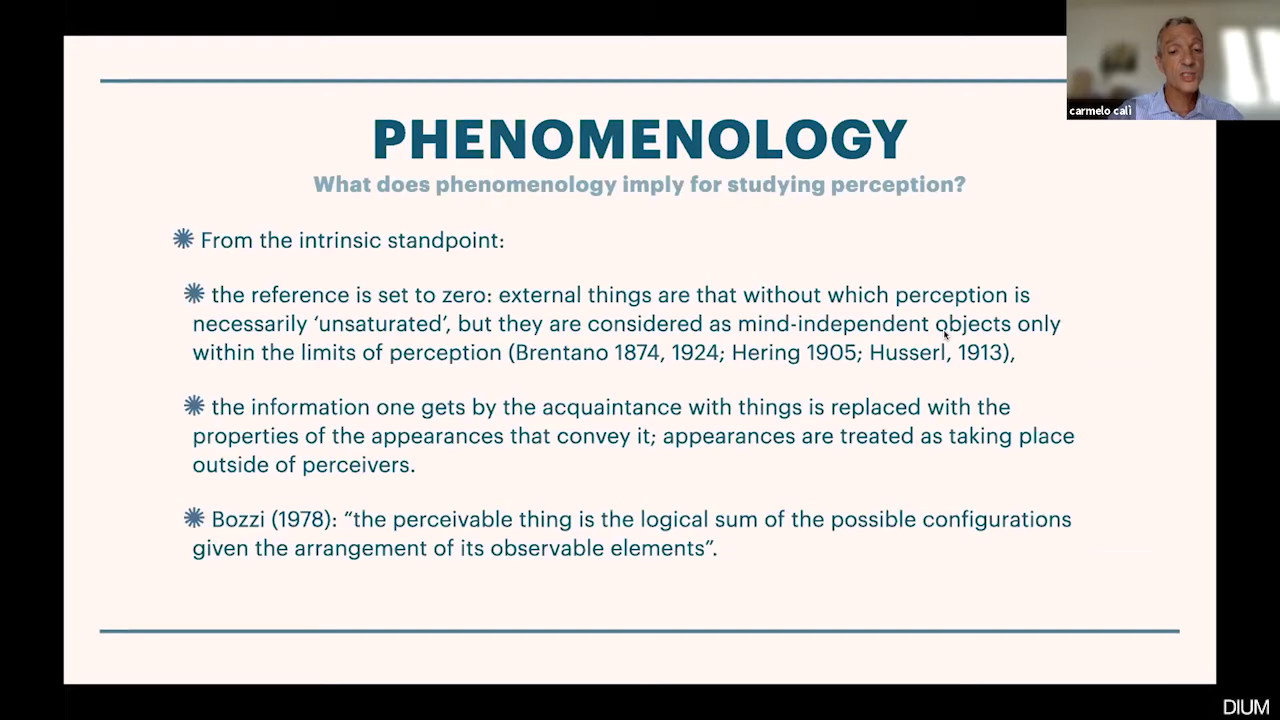 carmelo calì
PHENOMENOLOGY
What does phenomenology imply for studying perception?
From the intrinsic standpoint:
the reference is set to zero: external things are that without which perception is
necessarily ‘unsaturated’, but they are considered as mind-independent objects only
within the limits of perception (Brentano 1874, 1924; Hering 1905; Husserl, 1913),
the information one gets by the acquaintance with things is replaced with the
properties of the appearances that convey it; appearances are treated as taking place
outside of perceivers.
Bozzi (1978): “the perceivable thing is the logical sum of the possible configurations
given the arrangement of its observable elements”.
DIUM